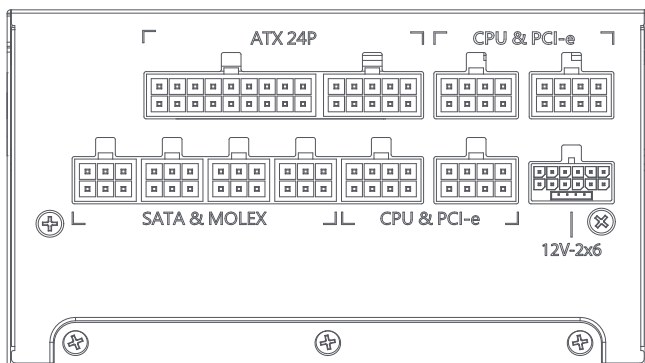 ATX 24P
CPU & PCI-e
SATA & MOLEX
CPU & PCI-e
12V-2x6